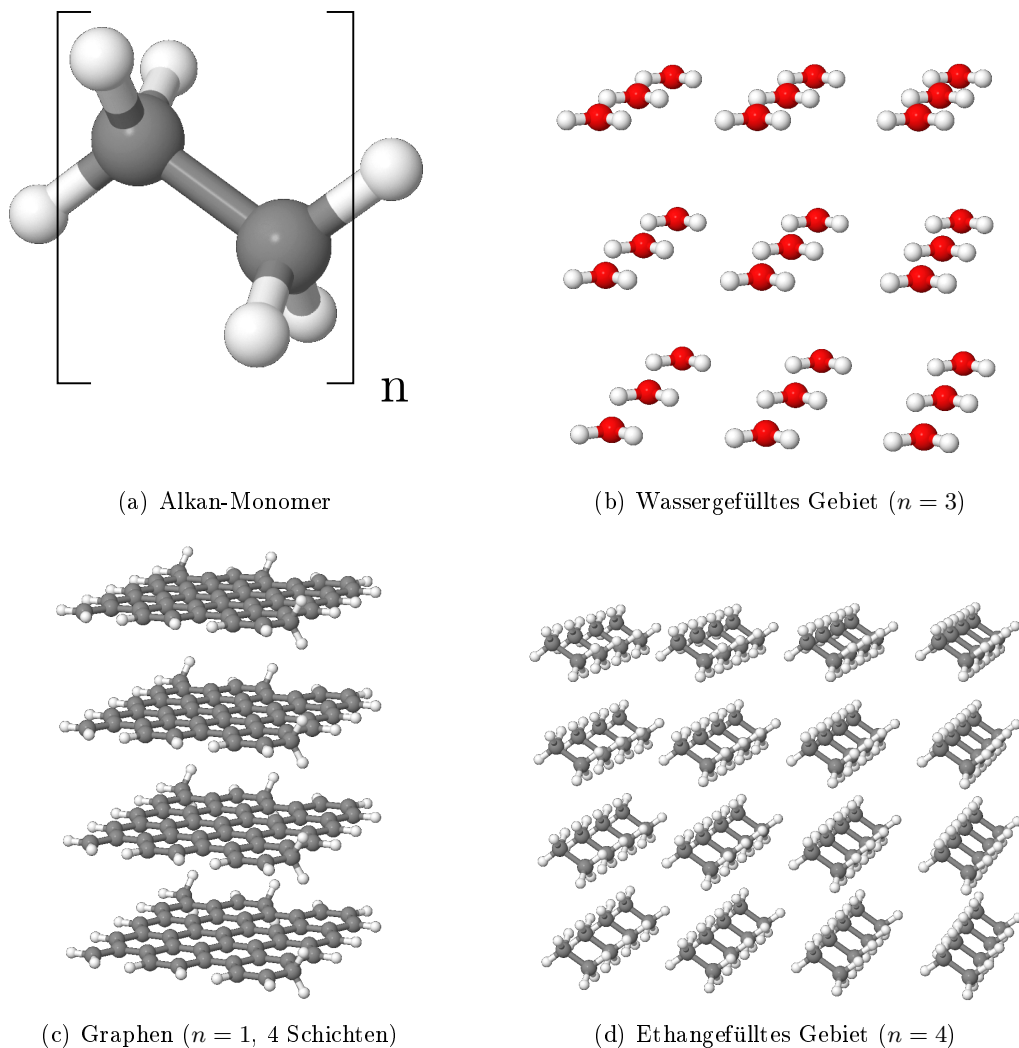 n
(a) Alkan-Monomer
(b) Wassergefülltes Gebiet (n = 3)
(c) Graphen (n = 1, 4 Schichten)
(d) Ethangefülltes Gebiet (n = 4)